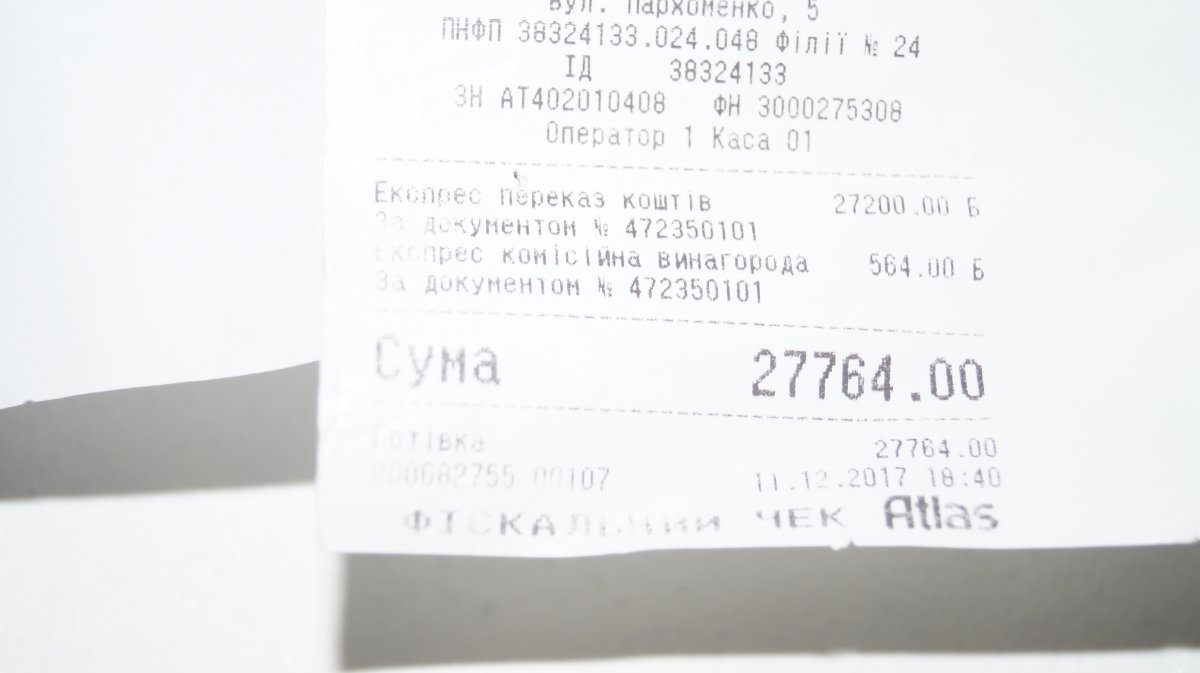 вул. Пархоменко, 5
ПНФП 38324133.024.048 Філії № 24
ІД 38324133
ЗН АТ402010408 ФН 3000275308
Оператор 1 Каса 01
Експрес переказ коштів 27200.00 Б
За документом № 472350101
Експрес комісійна винагорода 564.00 Б
За документом № 472350101
Сума 27764.00
Готівка 27764.00
000682755 00107 11.12.2017 18:40
ФІСКАЛЬНИЙ ЧЕК Atlas